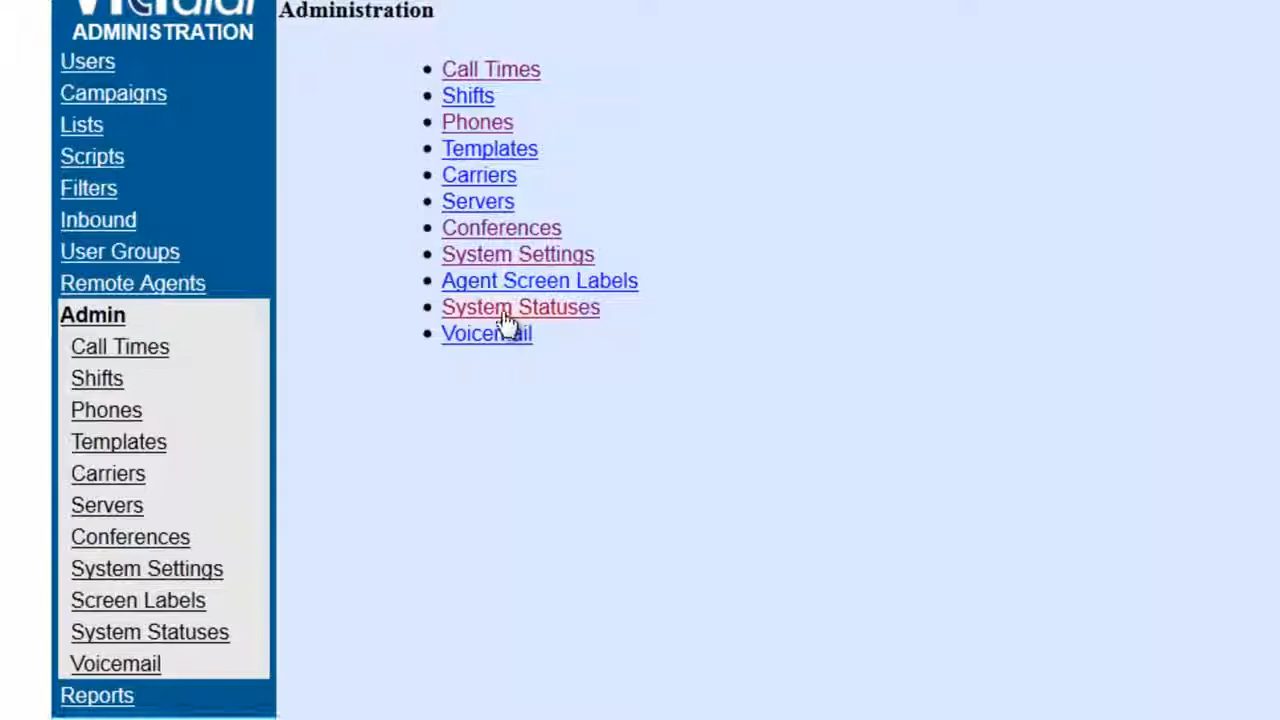 ADMINISTRATION
Users
Campaigns
Lists
Scripts
Filters
Inbound
User Groups
Remote Agents
Admin
Call Times
Shifts
Phones
Templates
Carriers
Servers
Conferences
System Settings
Screen Labels
System Statuses
Voicemail
Reports
Administration
Call Times
Shifts
Phones
Templates
Carriers
Servers
Conferences
System Settings
Agent Screen Labels
System Statuses
Voicemail